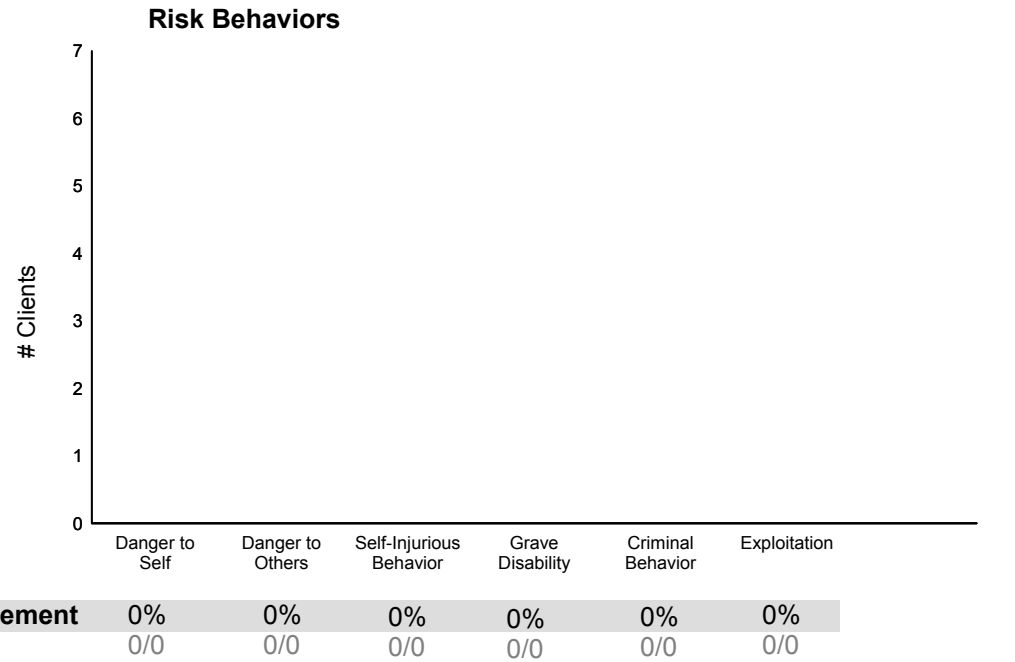 Risk Behaviors
7
6
5
4
3
2
1
0
# Clients
Danger to
Self
Danger to
Others
Self-Injurious
Behavior
Grave
Disability
Criminal
Behavior
Exploitation
ement 0% 0% 0% 0% 0% 0%
0/0 0/0 0/0 0/0 0/0 0/0